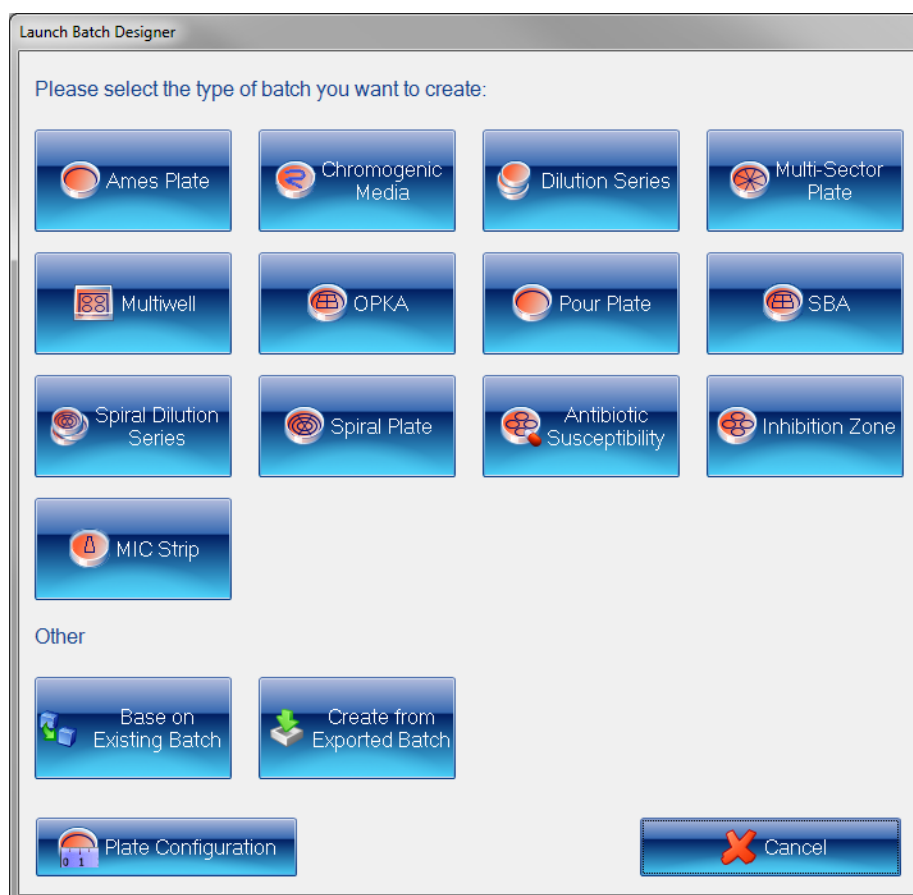 Launch Batch Designer
Please select the type of batch you want to create:
Ames Plate
Chromogenic
Media
Dilution Series
Multi-Sector
Plate
Multiwell
OPKA
Pour Plate
SBA
Spiral Dilution
Series
Spiral Plate
Antibiotic
Susceptibility
Inhibition Zone
MIC Strip
Other
Base on
Existing Batch
Create from
Exported Batch
0 1
Plate Configuration
Cancel